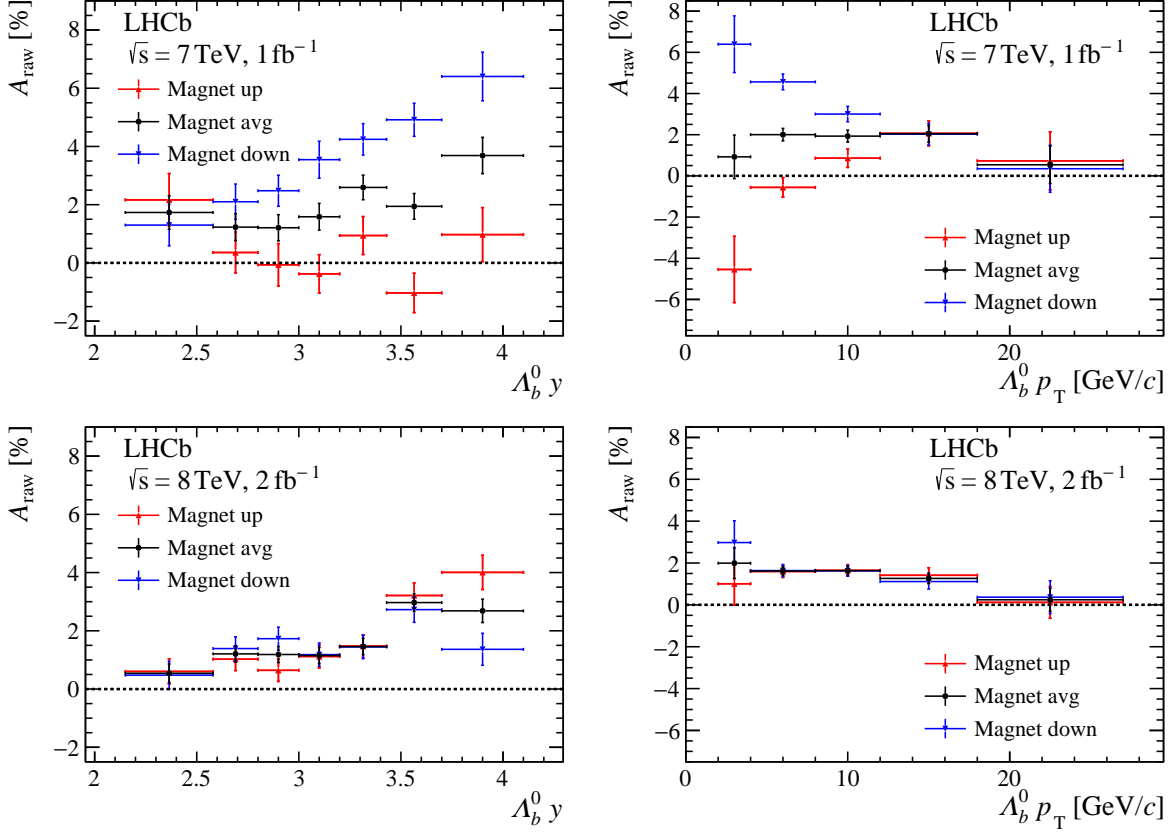 A_raw [%]
8
6
4
2
0
−2
LHCb
√s = 7 TeV, 1 fb⁻¹
Magnet up
Magnet avg
Magnet down
2 2.5 3 3.5 4
Λ_b^0 y
A_raw [%]
8
6
4
2
0
−2
−4
−6
LHCb
√s = 7 TeV, 1 fb⁻¹
Magnet up
Magnet avg
Magnet down
0 10 20
Λ_b^0 p_T [GeV/c]
A_raw [%]
8
6
4
2
0
−2
LHCb
√s = 8 TeV, 2 fb⁻¹
Magnet up
Magnet avg
Magnet down
2 2.5 3 3.5 4
Λ_b^0 y
A_raw [%]
8
6
4
2
0
−2
−4
−6
LHCb
√s = 8 TeV, 2 fb⁻¹
Magnet up
Magnet avg
Magnet down
0 10 20
Λ_b^0 p_T [GeV/c]